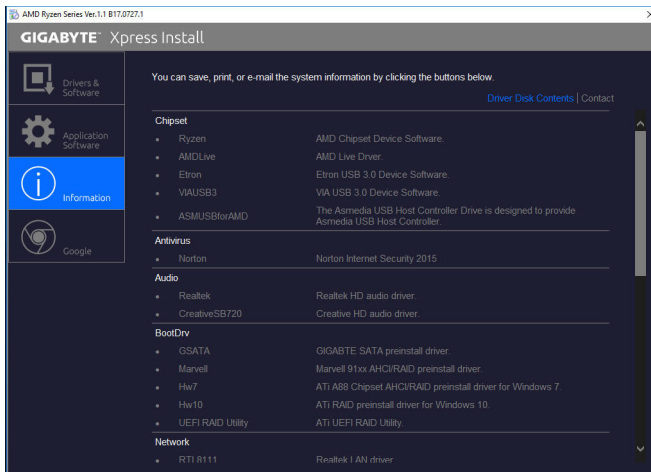 AMD Ryzen Series Ver.1.1 B17.0727.1
GIGABYTE™ Xpress Install
Drivers &
Software
Application
Software
Information
Google
You can save, print, or e-mail the system information by clicking the buttons below.
Driver Disk Contents | Contact
Chipset
• Ryzen AMD Chipset Device Software.
• AMDLive AMD Live Drver.
• Etron Etron USB 3.0 Device Software.
• VIAUSB3 VIA USB 3.0 Device Software.
• ASMUSBforAMD The Asmedia USB Host Controller Drive is designed to provide
Asmedia USB Host Controller.
Antivirus
• Norton Norton Internet Security 2015
Audio
• Realtek Realtek HD audio driver.
• CreativeSB720 Creative HD audio driver.
BootDrv
• GSATA GIGABTE SATA preinstall driver.
• Marvell Marvell 91xx AHCI/RAID preinstall driver.
• Hw7 ATi A88 Chipset AHCI/RAID preinstall driver for Windows 7.
• Hw10 ATi RAID preinstall driver for Windows 10.
• UEFI RAID Utility ATi UEFI RAID Utility.
Network
• RTL8111 Realtek LAN driver